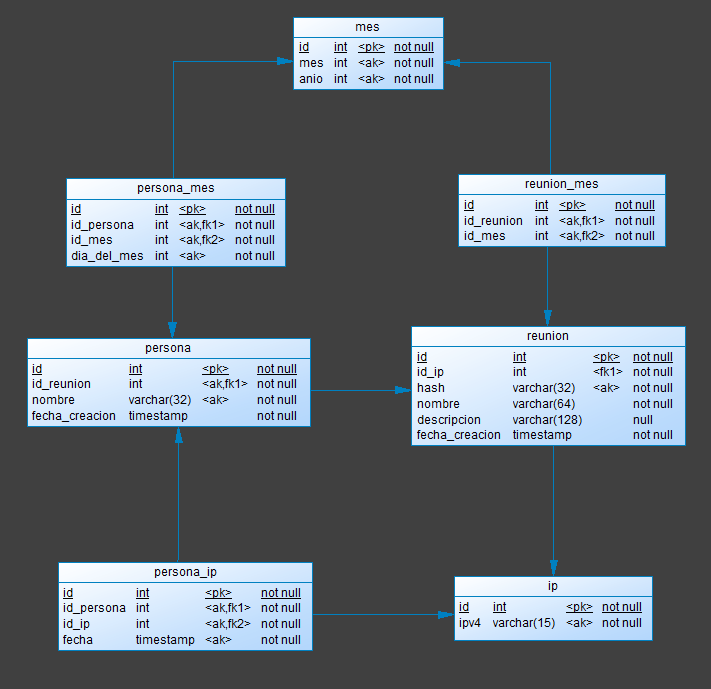 mes
id int <pk> not null
mes int <ak> not null
anio int <ak> not null
persona_mes
id int <pk> not null
id_persona int <ak,fk1> not null
id_mes int <ak,fk2> not null
dia_del_mes int <ak> not null
reunion_mes
id int <pk> not null
id_reunion int <ak,fk1> not null
id_mes int <ak,fk2> not null
persona
id int <pk> not null
id_reunion int <ak,fk1> not null
nombre varchar(32) <ak> not null
fecha_creacion timestamp not null
reunion
id int <pk> not null
id_ip int <fk1> not null
hash varchar(32) <ak> not null
nombre varchar(64) not null
descripcion varchar(128) null
fecha_creacion timestamp not null
persona_ip
id int <pk> not null
id_persona int <ak,fk1> not null
id_ip int <ak,fk2> not null
fecha timestamp <ak> not null
ip
id int <pk> not null
ipv4 varchar(15) <ak> not null